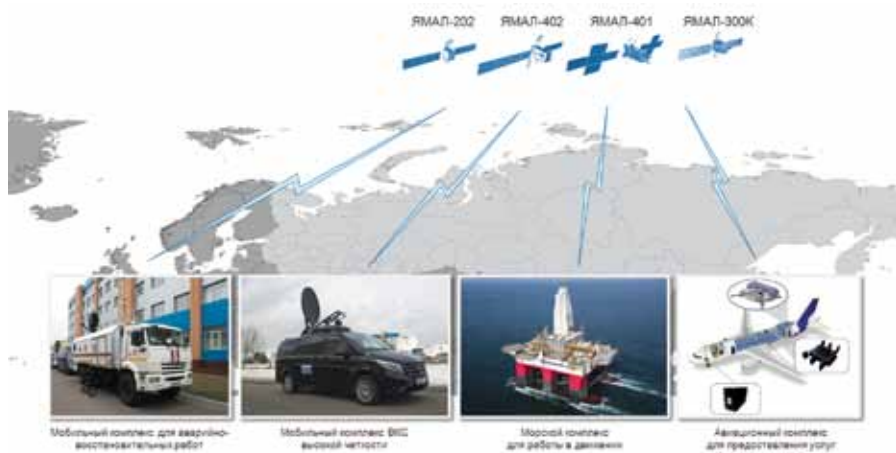 ЯМАЛ-202
ЯМАЛ-402
ЯМАЛ-401
ЯМАЛ-300К
Мобильный комплекс для аварийно-
восстановительных работ
Мобильный комплекс ВКС
высокой четкости
Морской комплекс
для работы в движении
Авиационный комплекс
для предоставления услуг